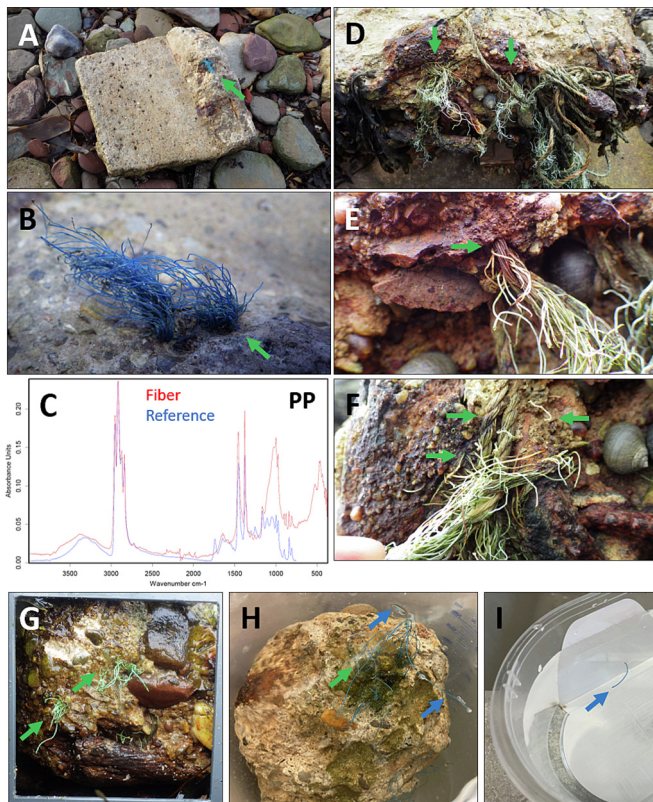 A
D
B
E
C
Fiber
Reference
PP
Absorbance Units
0.20
0.15
0.10
0.05
0.00
3500
3000
2500
2000
1500
1000
500
Wavenumber cm-1
F
G
H
I